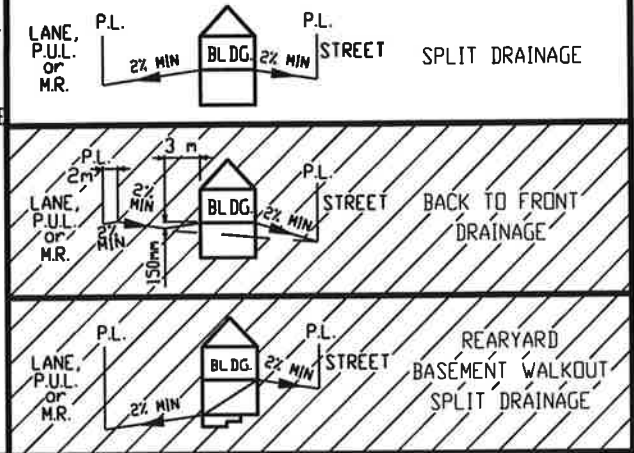 P.L.
P.L.
LANE,
P.U.L.
or
M.R.
2% MIN
BLDG.
2% MIN
STREET
SPLIT DRAINAGE
P.L.
2m
3 m
P.L.
LANE,
P.U.L.
or
M.R.
2%
MIN
2%
MIN
150mm
BLDG.
2% MIN
STREET
BACK TO FRONT
DRAINAGE
P.L.
P.L.
LANE,
P.U.L.
or
M.R.
2% MIN
BLDG.
2% MIN
STREET
REARYARD
BASEMENT WALKOUT
SPLIT DRAINAGE